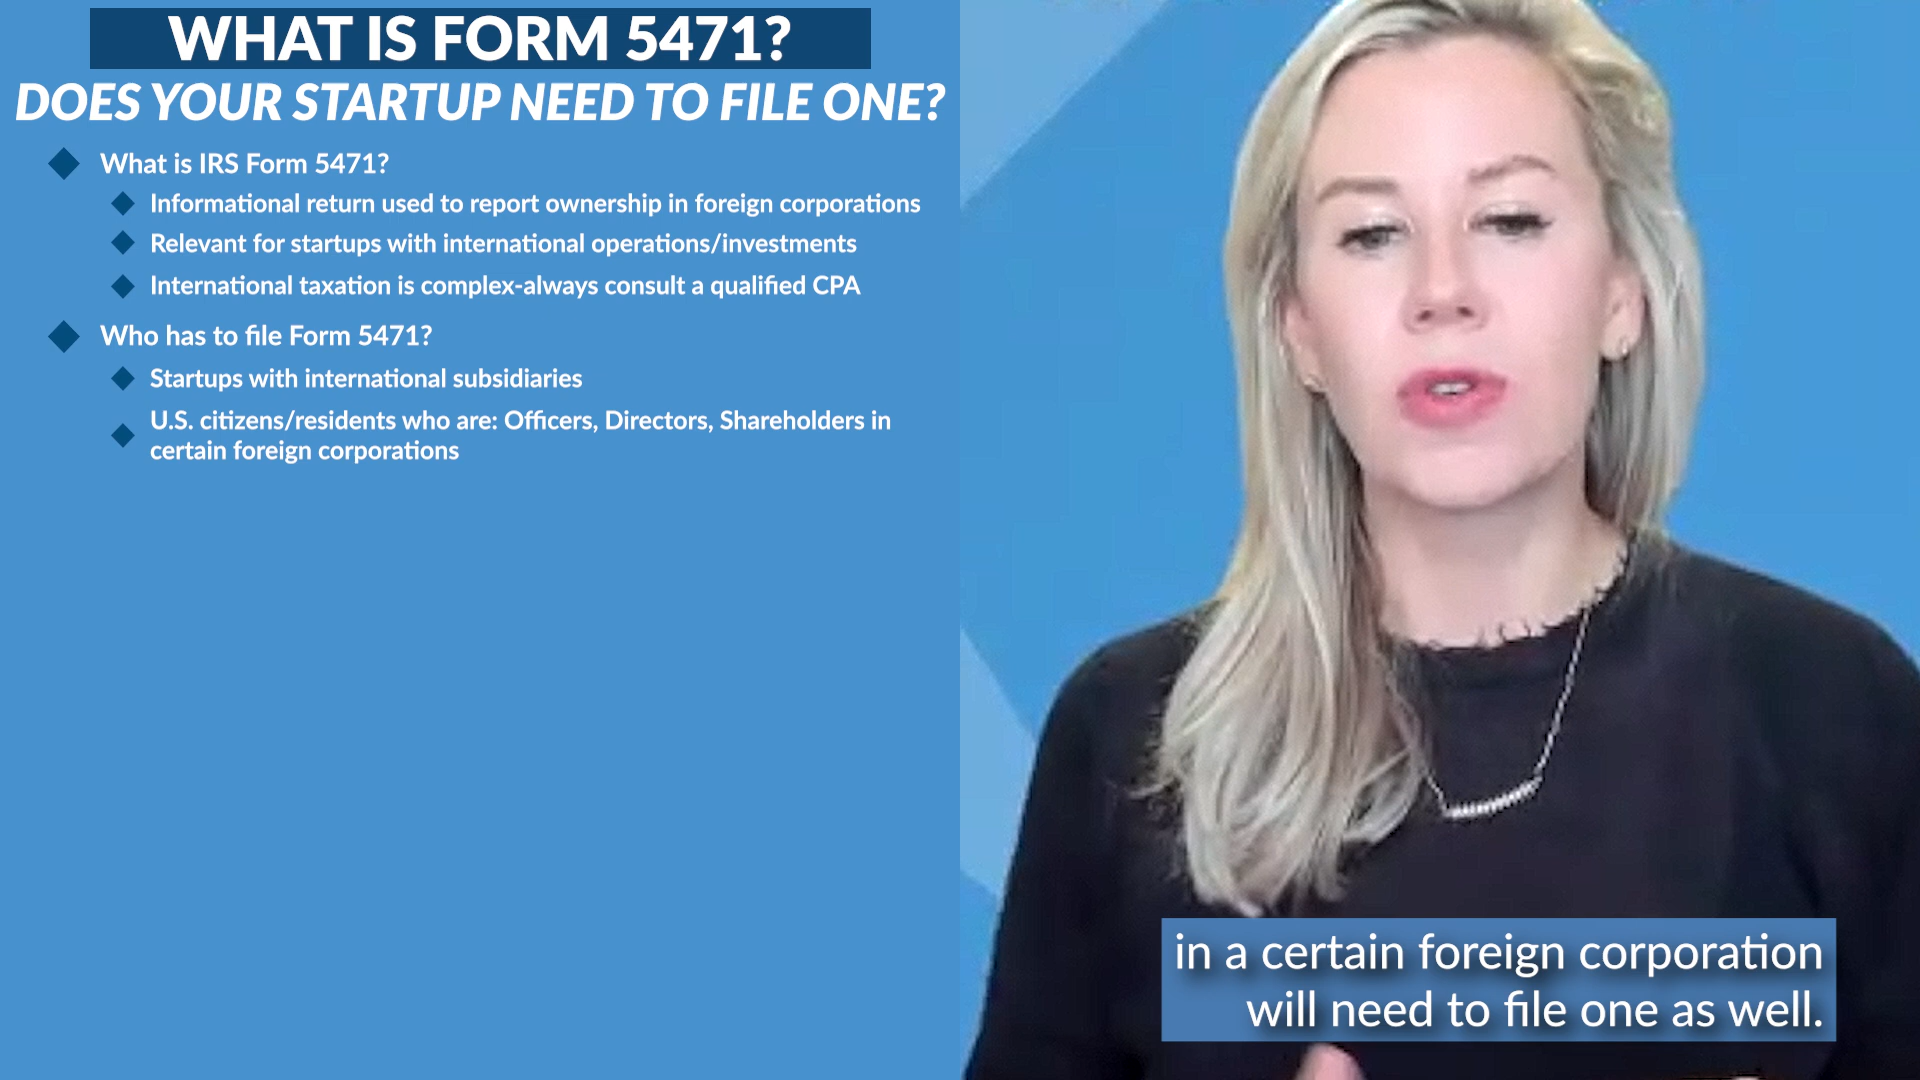 WHAT IS FORM 5471?
DOES YOUR STARTUP NEED TO FILE ONE?
What is IRS Form 5471?
Informational return used to report ownership in foreign corporations
Relevant for startups with international operations/investments
International taxation is complex-always consult a qualified CPA
Who has to file Form 5471?
Startups with international subsidiaries
U.S. citizens/residents who are: Officers, Directors, Shareholders in
certain foreign corporations
in a certain foreign corporation
will need to file one as well.